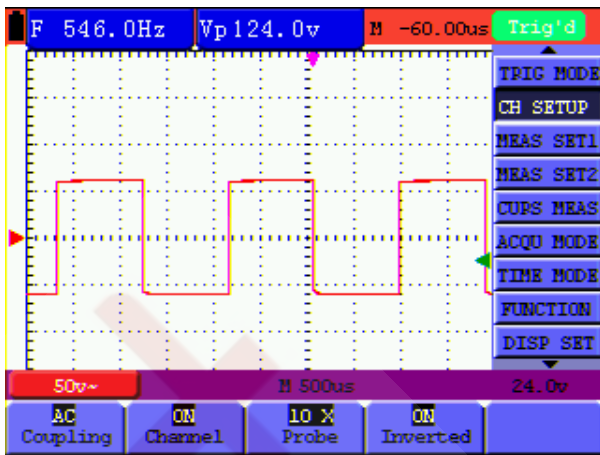 F 546.0Hz Vp124.0v M -60.00us Trig'd
TRIG MODE
CH SETUP
MEAS SET1
MEAS SET2
CURS MEAS
ACQU MODE
TIME MODE
FUNCTION
DISP SET
50v~ M 500us 24.0v
AC ON 10 X ON
Coupling Channel Probe Inverted